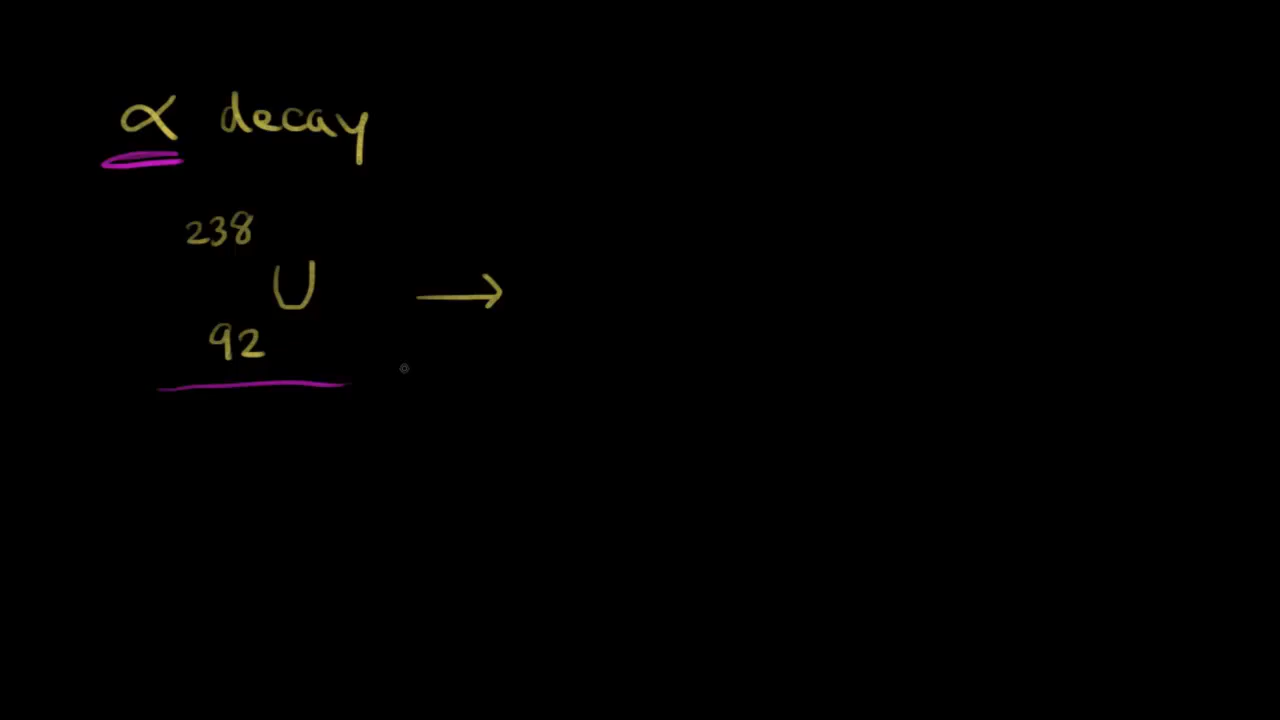 α decay
238
U →
92